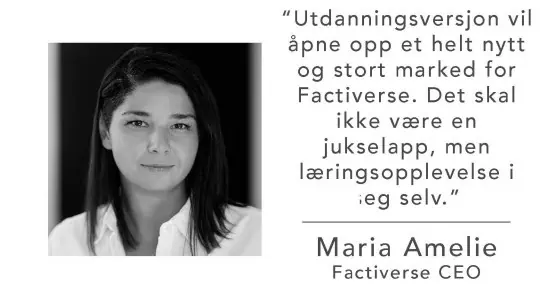 “Utdanningsversjon vil
åpne opp et helt nytt
og stort marked for
Factiverse. Det skal
ikke være en
jukselapp, men
læringsopplevelse i
seg selv.”
Maria Amelie
Factiverse CEO